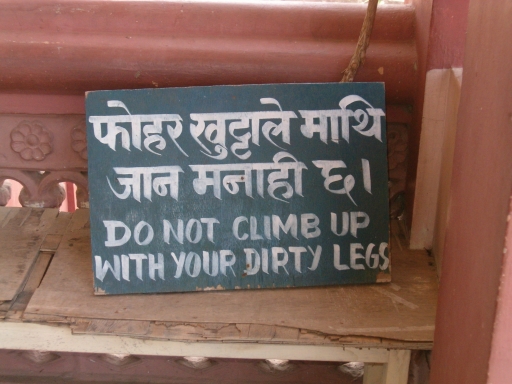 फोहर खुट्टाले माथि
जान मनाही छ।
DO NOT CLIMB UP
WITH YOUR DIRTY LEGS